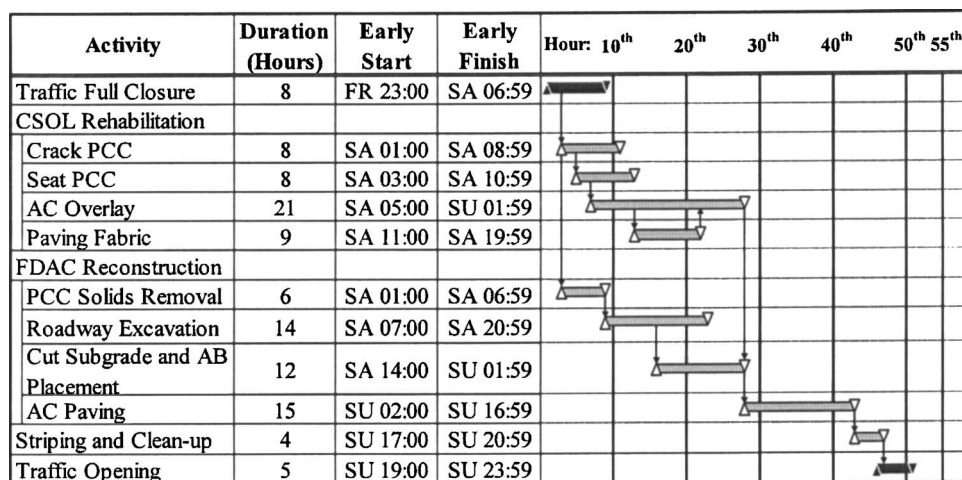 Activity Duration (Hours) Early Start Early Finish Hour: 10th 20th 30th 40th 50th 55th
Traffic Full Closure 8 FR 23:00 SA 06:59
CSOL Rehabilitation
Crack PCC 8 SA 01:00 SA 08:59
Seat PCC 8 SA 03:00 SA 10:59
AC Overlay 21 SA 05:00 SU 01:59
Paving Fabric 9 SA 11:00 SA 19:59
FDAC Reconstruction
PCC Solids Removal 6 SA 01:00 SA 06:59
Roadway Excavation 14 SA 07:00 SA 20:59
Cut Subgrade and AB Placement 12 SA 14:00 SU 01:59
AC Paving 15 SU 02:00 SU 16:59
Striping and Clean-up 4 SU 17:00 SU 20:59
Traffic Opening 5 SU 19:00 SU 23:59